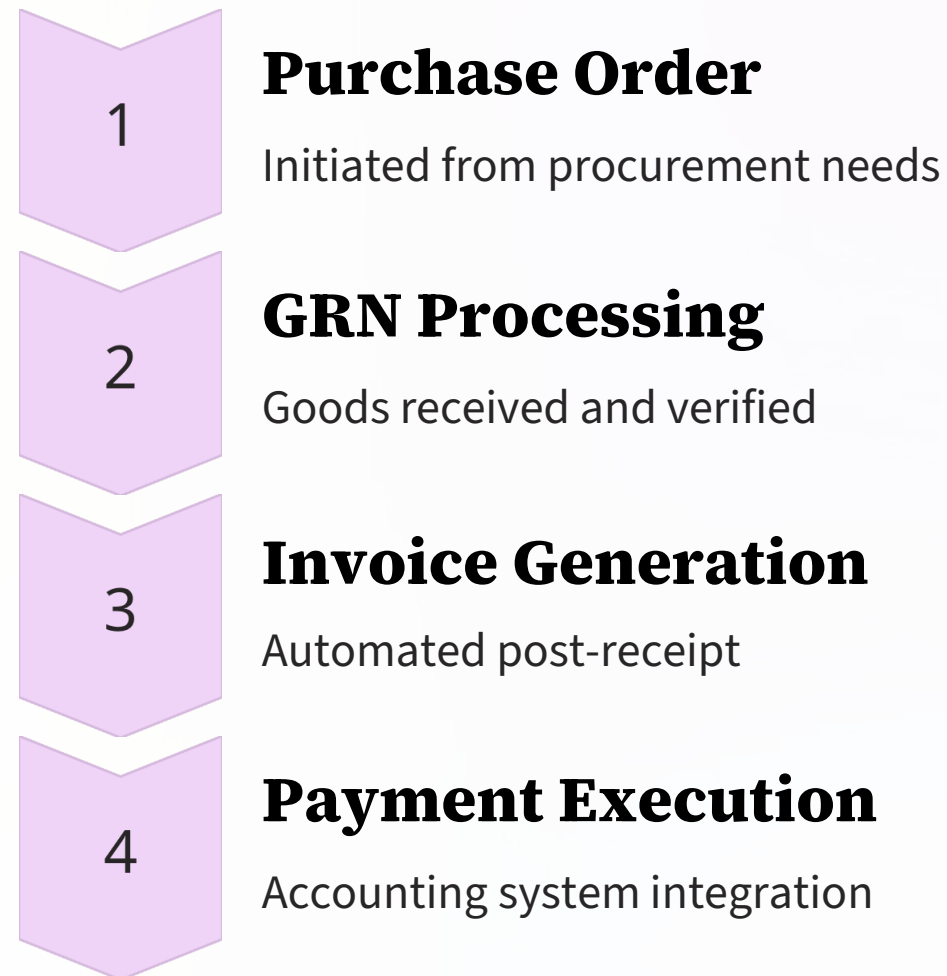 1
Purchase Order
Initiated from procurement needs
2
GRN Processing
Goods received and verified
3
Invoice Generation
Automated post-receipt
4
Payment Execution
Accounting system integration